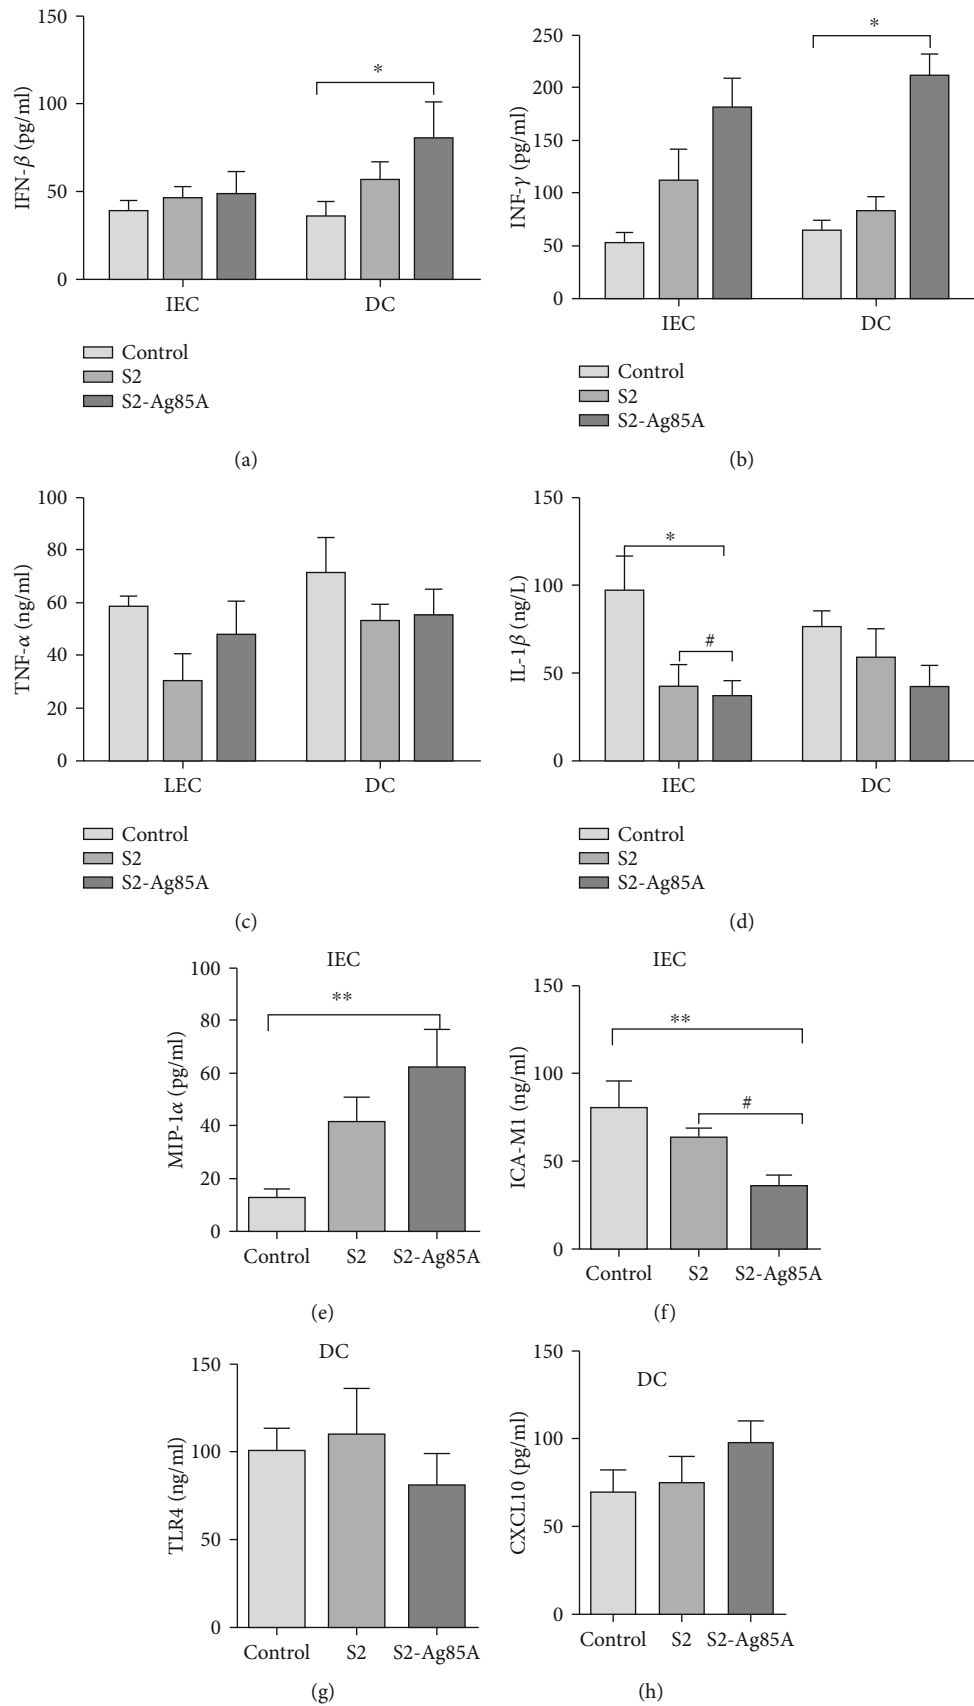 150
100
50
0
IFN-β (pg/ml)
*
IEC
DC
Control
S2
S2-Ag85A
(a)
250
200
150
100
50
0
INF-γ (pg/ml)
*
IEC
DC
Control
S2
S2-Ag85A
(b)
100
80
60
40
20
0
TNF-α (ng/ml)
LEC
DC
Control
S2
S2-Ag85A
(c)
150
100
50
0
IL-1β (ng/L)
*
#
IEC
DC
Control
S2
S2-Ag85A
(d)
IEC
100
80
60
40
20
0
MIP-1α (pg/ml)
**
Control S2 S2-Ag85A
(e)
IEC
150
100
50
0
ICA-M1 (ng/ml)
**
#
Control S2 S2-Ag85A
(f)
DC
150
100
50
0
TLR4 (ng/ml)
Control S2 S2-Ag85A
(g)
DC
150
100
50
0
CXCL10 (pg/ml)
Control S2 S2-Ag85A
(h)